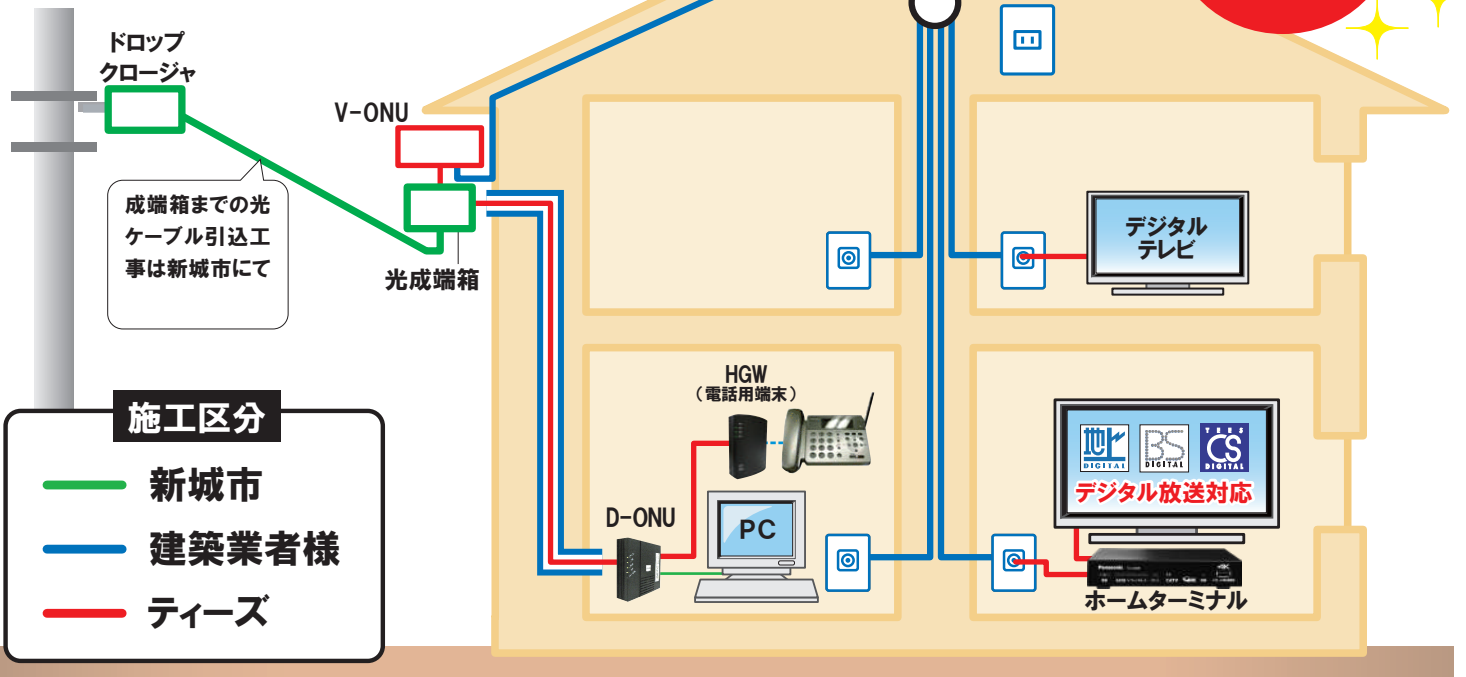 ドロップ
クロージャ
V-ONU
成端箱までの光
ケーブル引込工
事は新城市にて
光成端箱
デジタル
テレビ
施工区分
新城市
建築業者様
ティーズ
HGW
(電話用端末)
D-ONU
PC
地上
DIGITAL
BS
DIGITAL
TEES
CS
DIGITAL
デジタル放送対応
Panasonic
4K
ホームターミナル